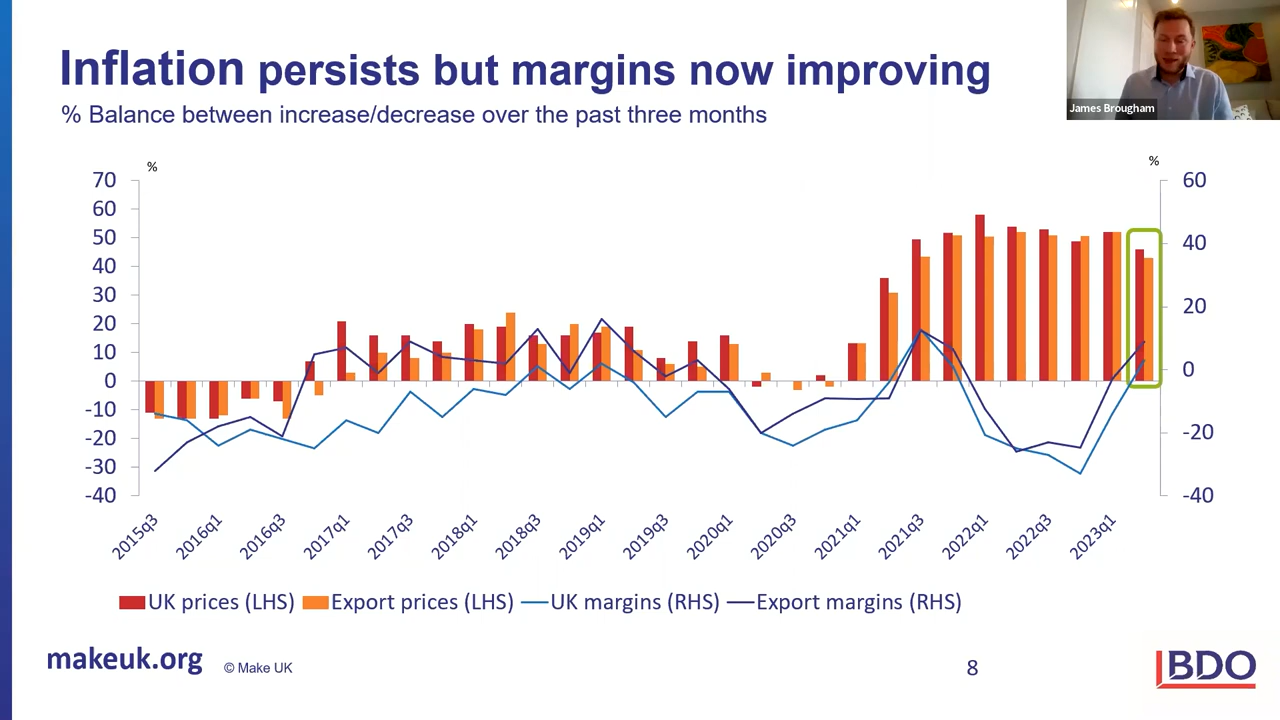 Inflation persists but margins now improving
% Balance between increase/decrease over the past three months
James Brougham
% %
70 60
60
50 40
40
30 20
20
10 0
0
-10 -20
-20
-30
-40 -40
2015q3 2016q1 2016q3 2017q1 2017q3 2018q1 2018q3 2019q1 2019q3 2020q1 2020q3 2021q1 2021q3 2022q1 2022q3 2023q1
UK prices (LHS) Export prices (LHS) UK margins (RHS) Export margins (RHS)
makeuk.org © Make UK 8 BDO